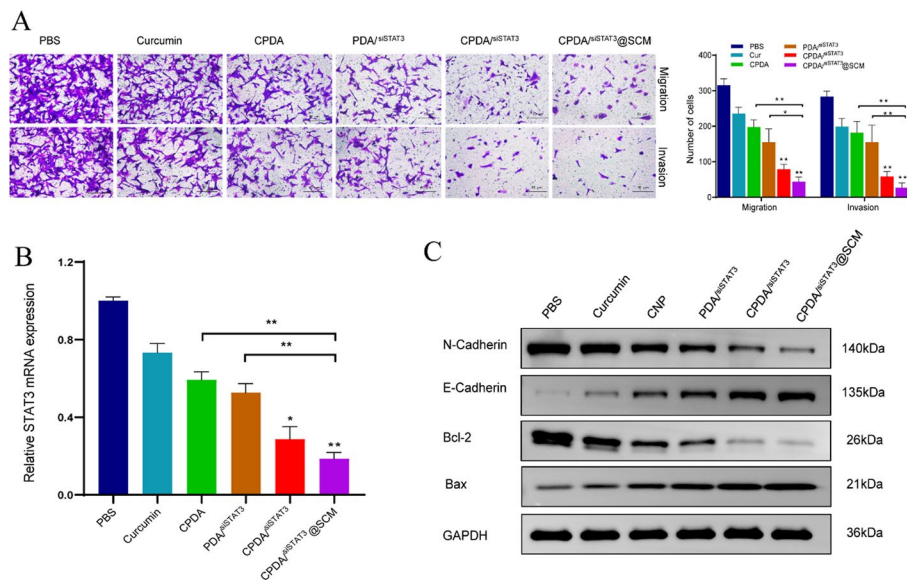 A
PBS Curcumin CPDA PDA/siSTAT3 CPDA/siSTAT3 CPDA/siSTAT3@SCM
Migration
Invasion
PBS
Cur
CPDA
PDA/siSTAT3
CPDA/siSTAT3
CPDA/siSTAT3@SCM
Number of cells
400
300
200
100
0
** ** * ** ** ** ** ** **
Migration Invasion
B
Relative STAT3 mRNA expression
1.2
0.8
0.4
0.0
**
**
*
**
PBS
Curcumin
CPDA
PDA/siSTAT3
CPDA/siSTAT3
CPDA/siSTAT3@SCM
C
PBS Curcumin CNP PDA/siSTAT3 CPDA/siSTAT3 CPDA/siSTAT3@SCM
N-Cadherin 140kDa
E-Cadherin 135kDa
Bcl-2 26kDa
Bax 21kDa
GAPDH 36kDa